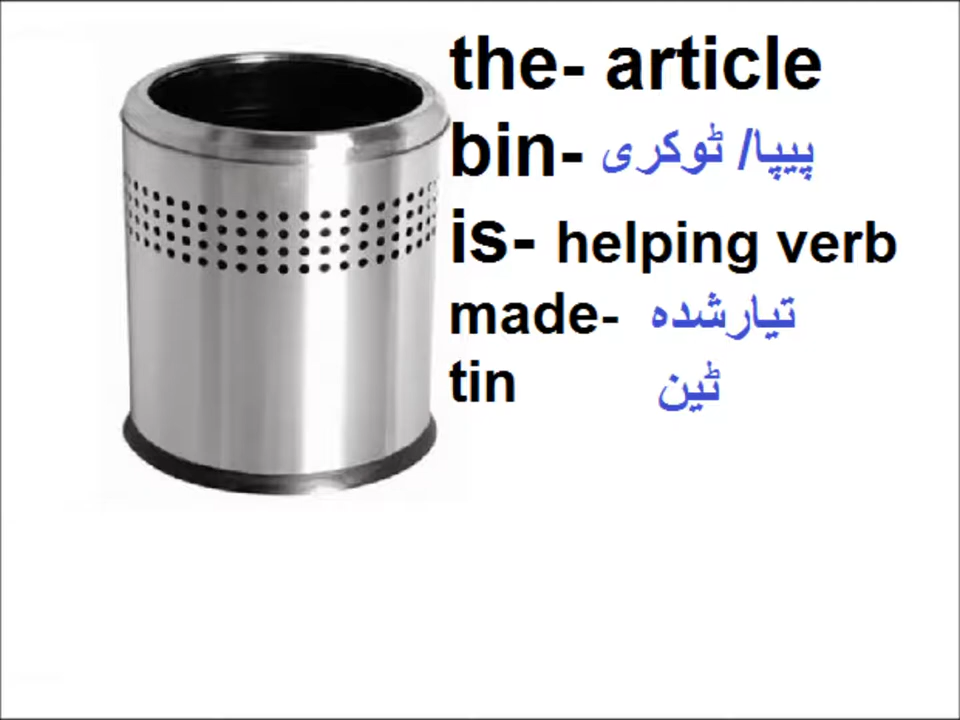 the- article
bin- پیپا/ ٹوکری
is- helping verb
made- تیارشدہ
tin ٹین